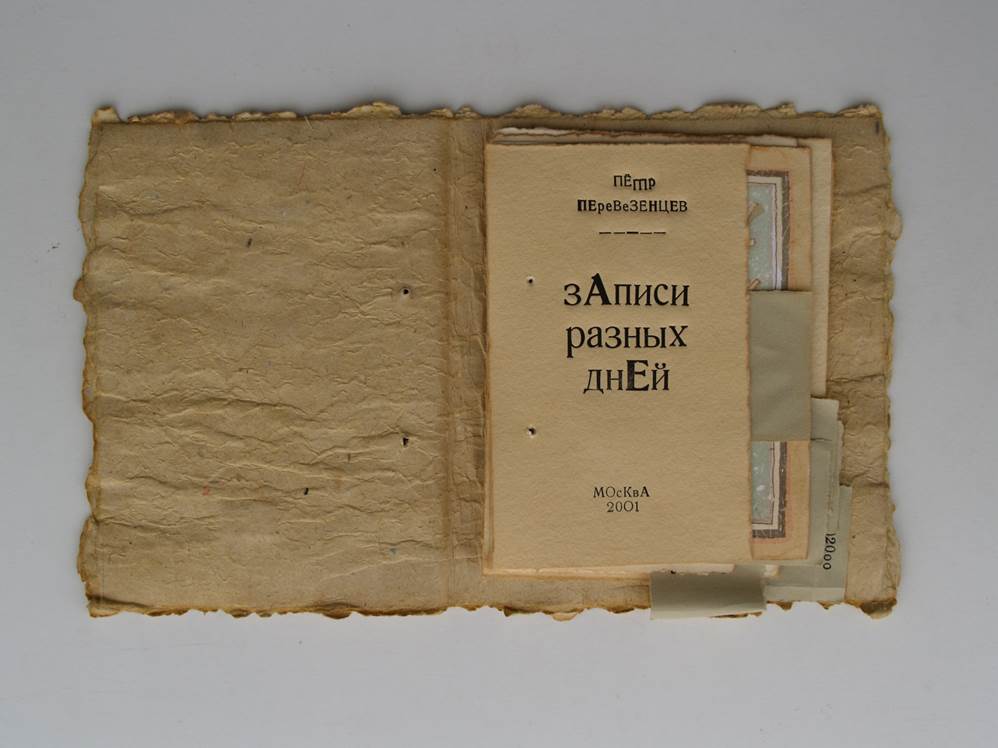 ПЁтр
ПЕреВеЗЕНЦЕВ
зАписи
разных
днЕй
МОсКвА
2001
2000